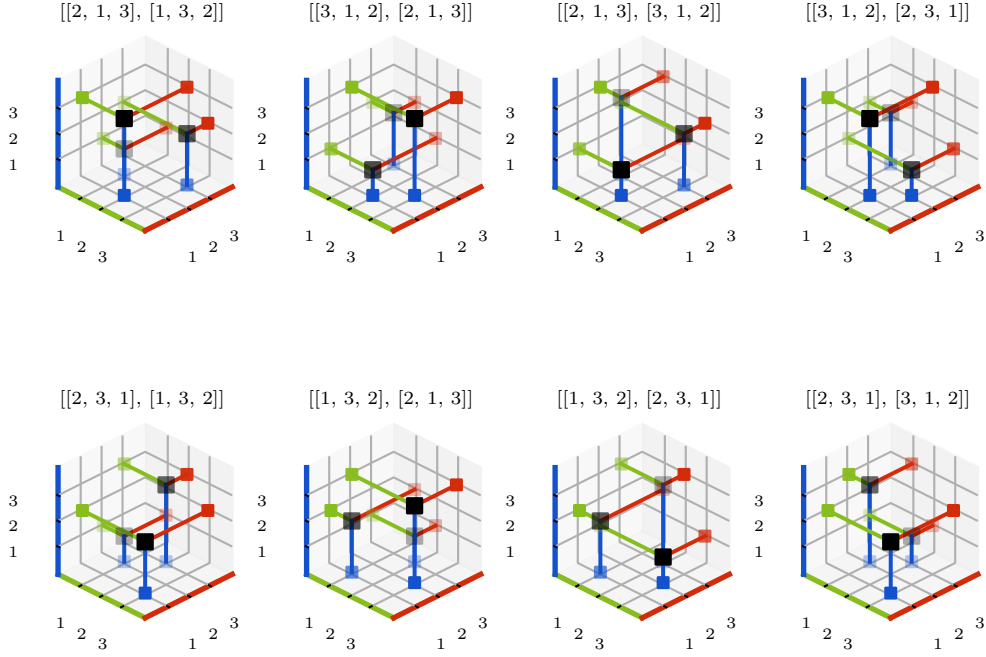 [[2, 1, 3], [1, 3, 2]]
[[3, 1, 2], [2, 1, 3]]
[[2, 1, 3], [3, 1, 2]]
[[3, 1, 2], [2, 3, 1]]
3 3 3 3
2 2 2 2
1 1 1 1
1 2 3 1 2 3
1 2 3 1 2 3
1 2 3 1 2 3
1 2 3 1 2 3
[[2, 3, 1], [1, 3, 2]]
[[1, 3, 2], [2, 1, 3]]
[[1, 3, 2], [2, 3, 1]]
[[2, 3, 1], [3, 1, 2]]
3 3 3 3
2 2 2 2
1 1 1 1
1 2 3 1 2 3
1 2 3 1 2 3
1 2 3 1 2 3
1 2 3 1 2 3